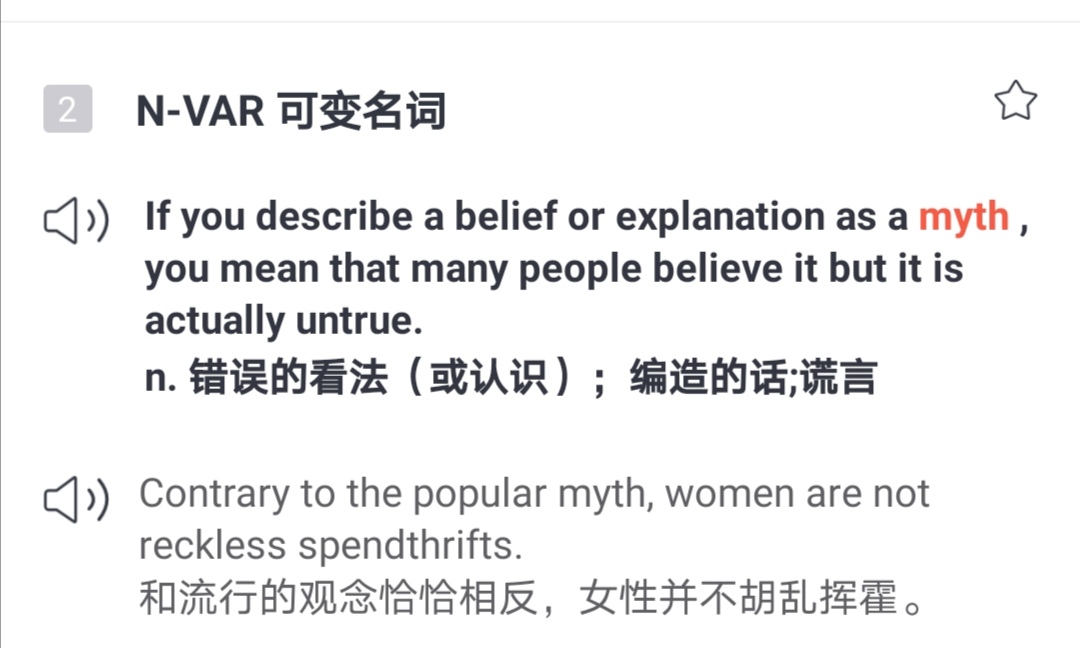 2 N-VAR 可变名词
If you describe a belief or explanation as a myth ,
you mean that many people believe it but it is
actually untrue.
n. 错误的看法（或认识）；编造的话;谎言
Contrary to the popular myth, women are not
reckless spendthrifts.
和流行的观念恰恰相反，女性并不胡乱挥霍。